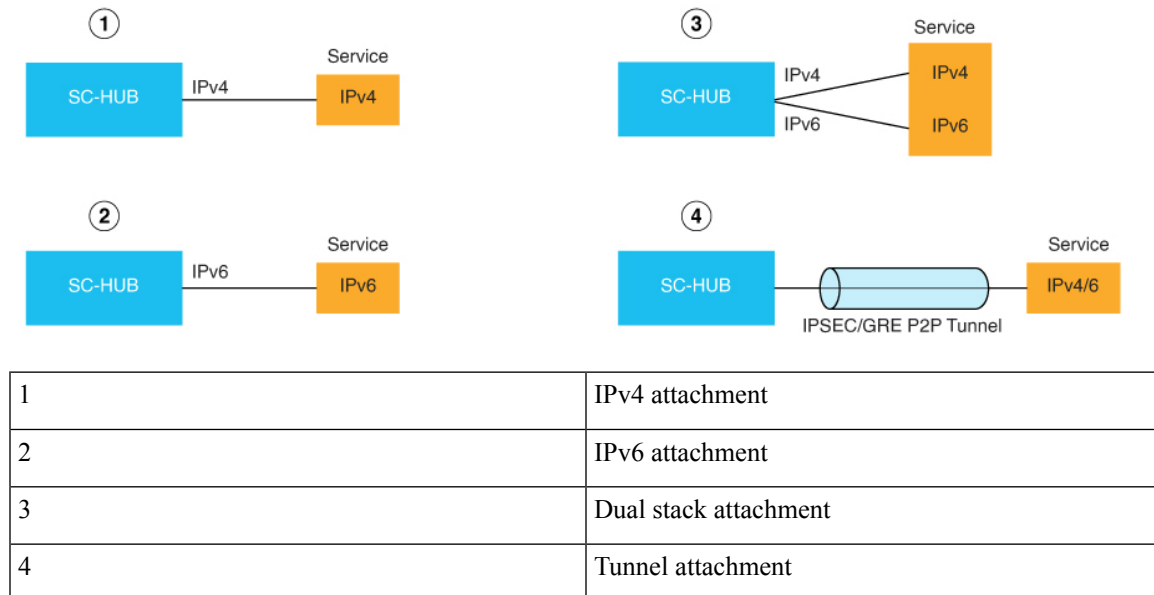 1
Service
SC-HUB
IPv4
IPv4
2
Service
SC-HUB
IPv6
IPv6
3
Service
SC-HUB
IPv4
IPv6
IPv4
IPv6
4
Service
SC-HUB
IPv4/6
IPSEC/GRE P2P Tunnel
1 IPv4 attachment
2 IPv6 attachment
3 Dual stack attachment
4 Tunnel attachment